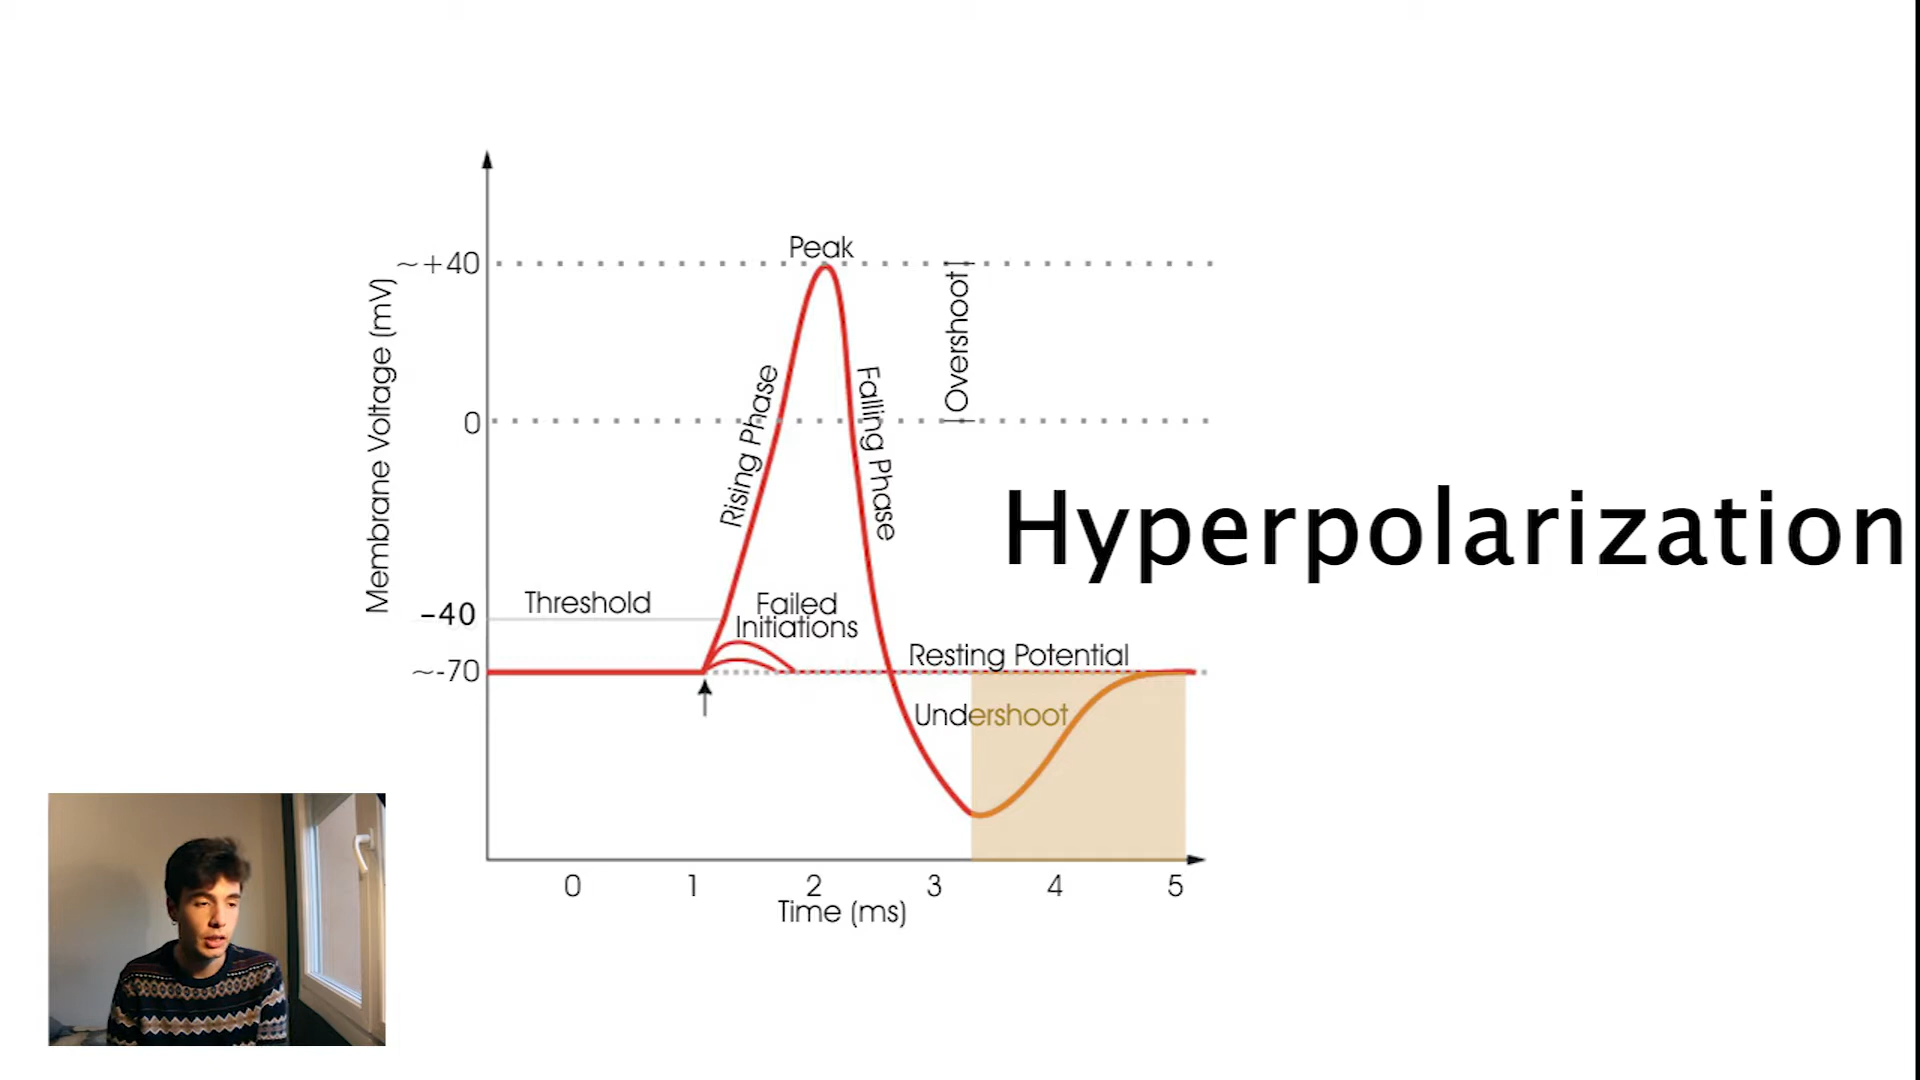 Peak
~+40
Overshoot
Membrane Voltage (mV)
Rising Phase
Falling Phase
0
Hyperpolarization
Threshold
Failed
Initiations
-40
Resting Potential
~-70
Undershoot
0 1 2 3 4 5
Time (ms)